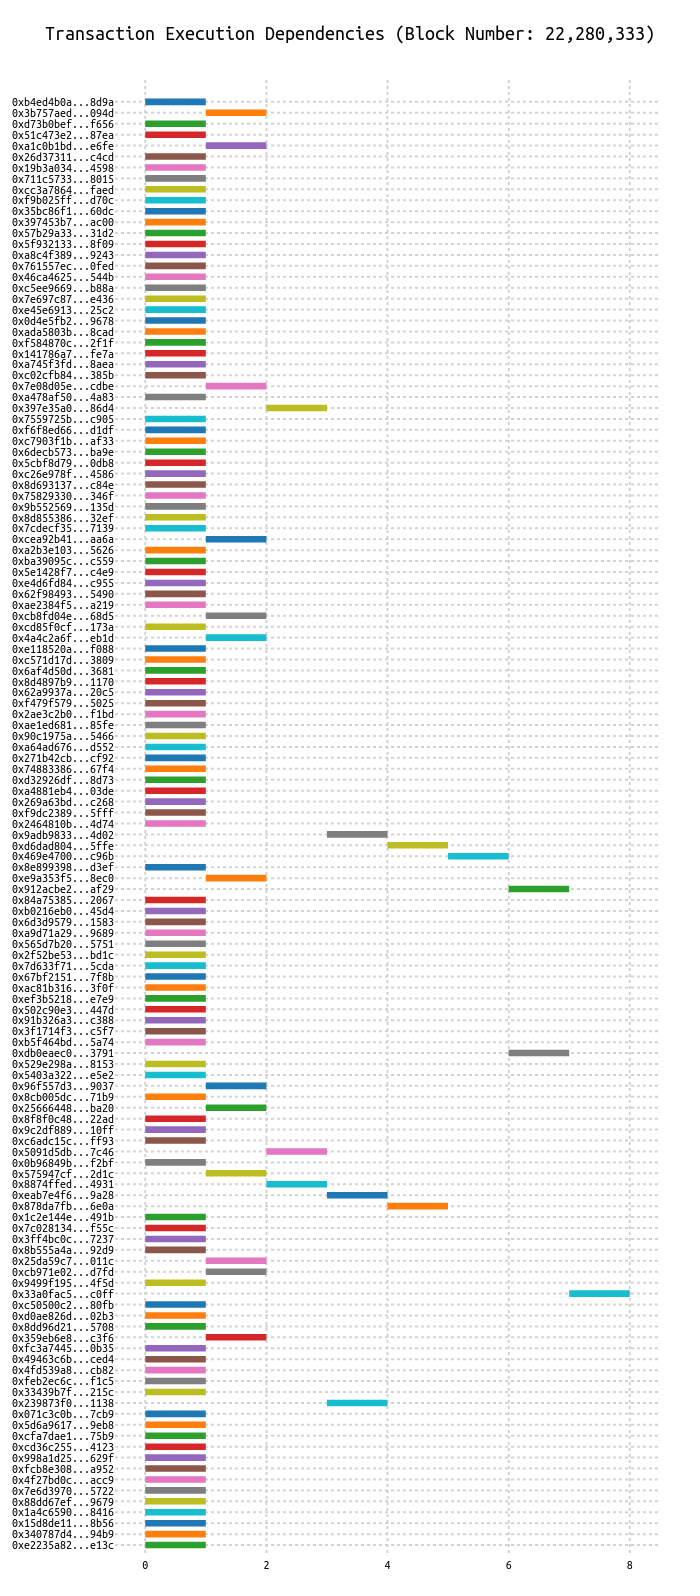 Transaction Execution Dependencies (Block Number: 22,280,333)
0xb4ed4b0a...8d9a
0x3b757aed...094d
0xd73b0bef...f656
0x51c473e2...87ea
0xa1c0b1bd...e6fe
0x26d37311...c4cd
0x19b3a034...4598
0x711c5733...8015
0xcc3a7864...faed
0xf9b025ff...d70c
0x35bc86f1...60dc
0x397453b7...ac00
0x57b29a33...31d2
0x5f932133...8f09
0xa8c4f389...9243
0x761557ec...0fed
0x46ca4625...544b
0xc5ee9669...b88a
0x7e697c87...e436
0xe45e6913...25c2
0x0d4e5fb2...9678
0xada5803b...8cad
0xf584870c...2f1f
0x141786a7...fe7a
0xa745f3fd...8aea
0xc02cfb84...385b
0x7e08d05e...cdbe
0xa478af50...4a83
0x397e35a0...86d4
0x7559725b...c905
0xf6f8ed66...d1df
0xc7903f1b...af33
0x6decb573...ba9e
0x5cbf8d79...0db8
0xc26e978f...4586
0x8d693137...c84e
0x75829330...346f
0x9b552569...135d
0x8d855386...32ef
0x7cdecf35...7139
0xcea92b41...aa6a
0xa2b3e103...5626
0xba39095c...c559
0x5e1428f7...c4e9
0xe4d6fd84...c955
0x62f98493...5490
0xae2384f5...a219
0xcb8fd04e...68d5
0xcd85f0cf...173a
0x4a4c2a6f...eb1d
0xe118520a...f088
0xc571d17d...3809
0x6af4d50d...3681
0x8d4897b9...1170
0x62a9937a...20c5
0xf479f579...5025
0x2ae3c2b0...f1bd
0xae1ed681...85fe
0x90c1975a...5466
0xa64ad676...d552
0x271b42cb...cf92
0x74883386...67f4
0xd32926df...8d73
0xa4881eb4...03de
0x269a63bd...c268
0xf9dc2389...5fff
0x2464810b...4d74
0x9adb9833...4d02
0xd6dad804...5ffe
0x469e4700...c96b
0x8e899398...d3ef
0xe9a353f5...8ec0
0x912acbe2...af29
0x84a75385...2067
0xb0216eb0...45d4
0x6d3d9579...1583
0xa9d71a29...9689
0x565d7b20...5751
0x2f52be53...bd1c
0x7d633f71...5cda
0x67bf2151...7f8b
0xac81b316...3f0f
0xef3b5218...e7e9
0x502c90e3...447d
0x91b326a3...c388
0x3f1714f3...c5f7
0xb5f464bd...5a74
0xdb0eaec0...3791
0x529e298a...8153
0x5403a322...e5e2
0x96f557d3...9037
0x8cb005dc...71b9
0x25666448...ba20
0x8f8f0c48...22ad
0x9c2df889...10ff
0xc6adc15c...ff93
0x5091d5db...7c46
0x0b96849b...f2bf
0x575947cf...2d1c
0x8874ffed...4931
0xeab7e4f6...9a28
0x878da7fb...6e0a
0x1c2e144e...491b
0x7c028134...f55c
0x3ff4bc0c...7237
0x8b555a4a...92d9
0x25da59c7...011c
0xcb971e02...d7fd
0x9499f195...4f5d
0x33a0fac5...c0ff
0xc50500c2...80fb
0xd0ae826d...02b3
0x8dd96d21...5708
0x359eb6e8...c3f6
0xfc3a7445...0b35
0x49463c6b...ced4
0x4fd539a8...cb82
0xfeb2ec6c...f1c5
0x33439b7f...215c
0x239873f0...1138
0x071c3c0b...7cb9
0x5d6a9617...9eb8
0xcfa7dae1...75b9
0xcd36c255...4123
0x998a1d25...629f
0xfcb8e308...a952
0x4f27bd0c...acc9
0x7e6d3970...5722
0x88dd67ef...9679
0x1a4c6590...8416
0x15d8de11...8b56
0x340787d4...94b9
0xe2235a82...e13c
0 2 4 6 8